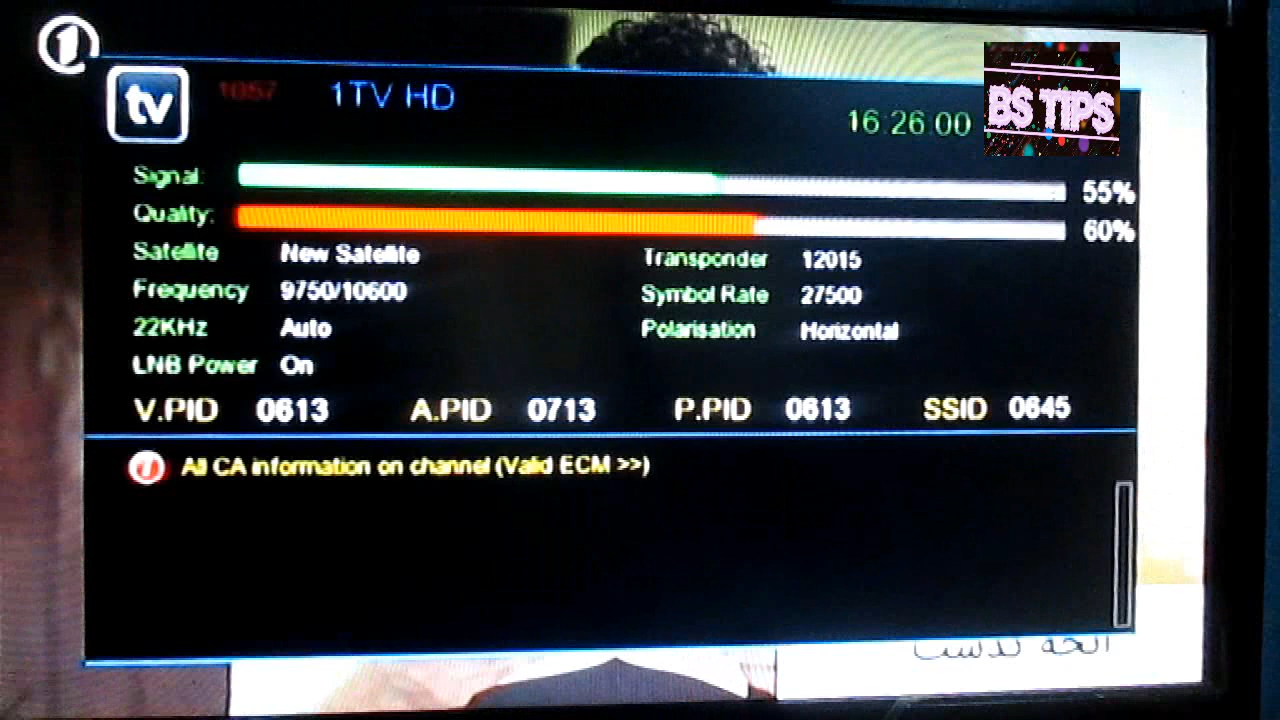 1
tv
1057 1TV HD
16:26:00
BS TIPS
Signal: 55%
Quality: 60%
Satellite New Satellite Transponder 12015
Frequency 9750/10600 Symbol Rate 27500
22KHz Auto Polarisation Horizontal
LNB Power On
V.PID 0613 A.PID 0713 P.PID 0613 SSID 0645
All CA information on channel (Valid ECM >>)